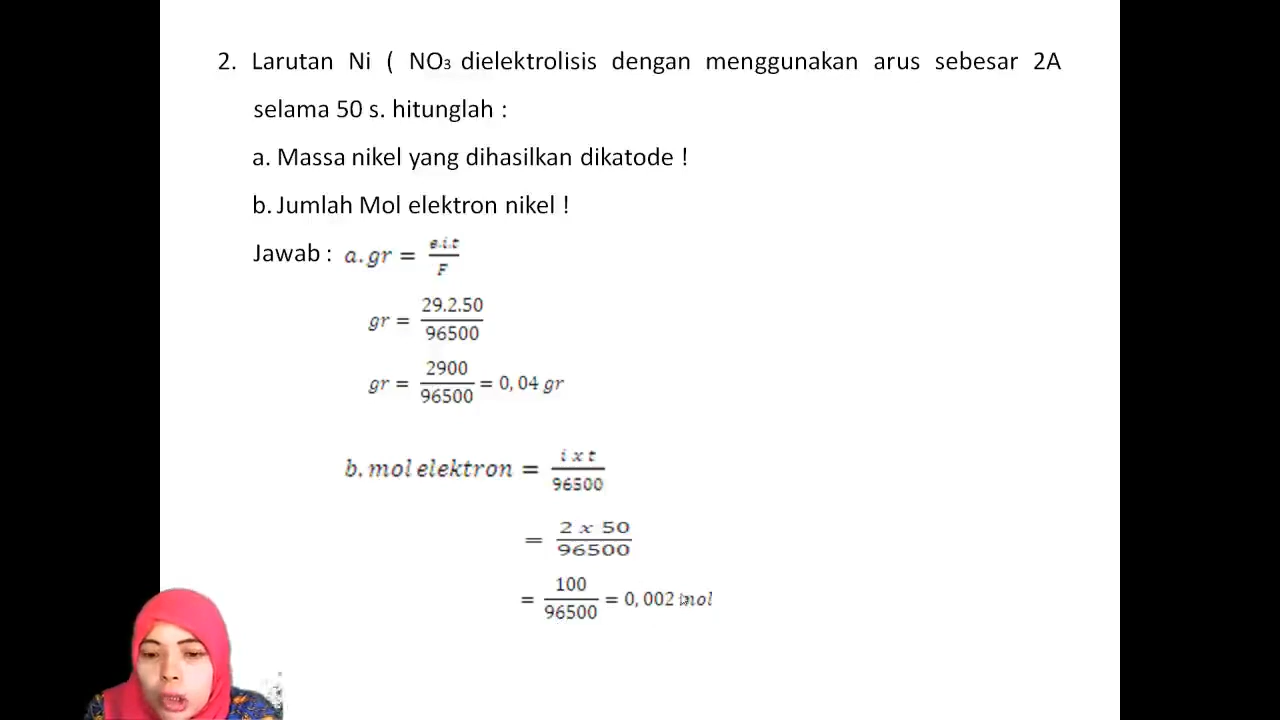 2. Larutan Ni ( NO₃ dielektrolisis dengan menggunakan arus sebesar 2A
selama 50 s. hitunglah :
a. Massa nikel yang dihasilkan dikatode !
b. Jumlah Mol elektron nikel !
Jawab : a. gr = e.i.t / F
gr = 29.2.50 / 96500
gr = 2900 / 96500 = 0, 04 gr
b. mol elektron = i x t / 96500
= 2 x 50 / 96500
= 100 / 96500 = 0, 002 mol